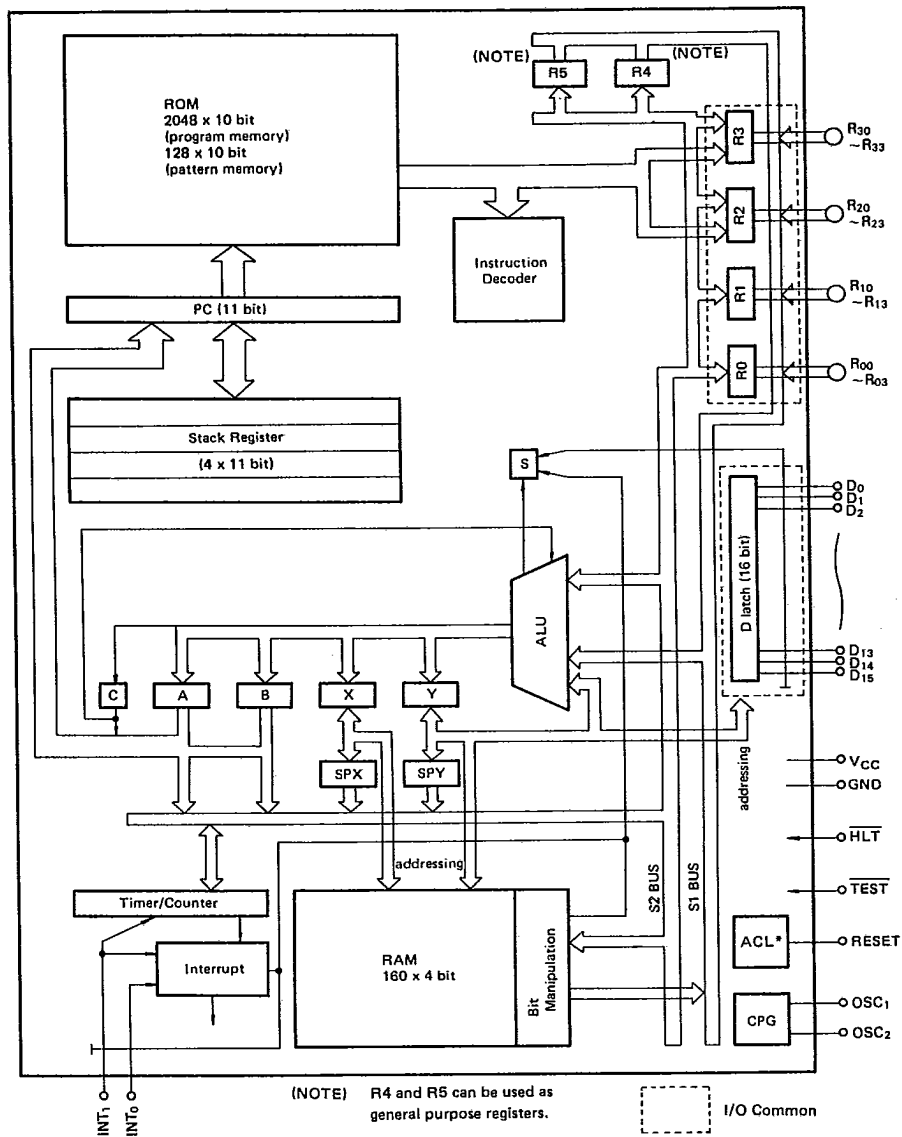 (NOTE)
(NOTE)
R5
R4
ROM
2048 x 10 bit
(program memory)
128 x 10 bit
(pattern memory)
R3
R30
~R33
R2
R20
~R23
Instruction
Decoder
PC (11 bit)
R1
R10
~R13
R0
R00
~R03
Stack Register
(4 x 11 bit)
S
D latch (16 bit)
D0
D1
D2
ALU
D13
D14
D15
C
A
B
X
Y
SPX
SPY
addressing
VCC
GND
HLT
addressing
S2 BUS
S1 BUS
TEST
Timer/Counter
Interrupt
RAM
160 x 4 bit
Bit
Manipulation
ACL*
RESET
CPG
OSC1
OSC2
INT1
INT0
(NOTE) R4 and R5 can be used as
general purpose registers.
I/O Common